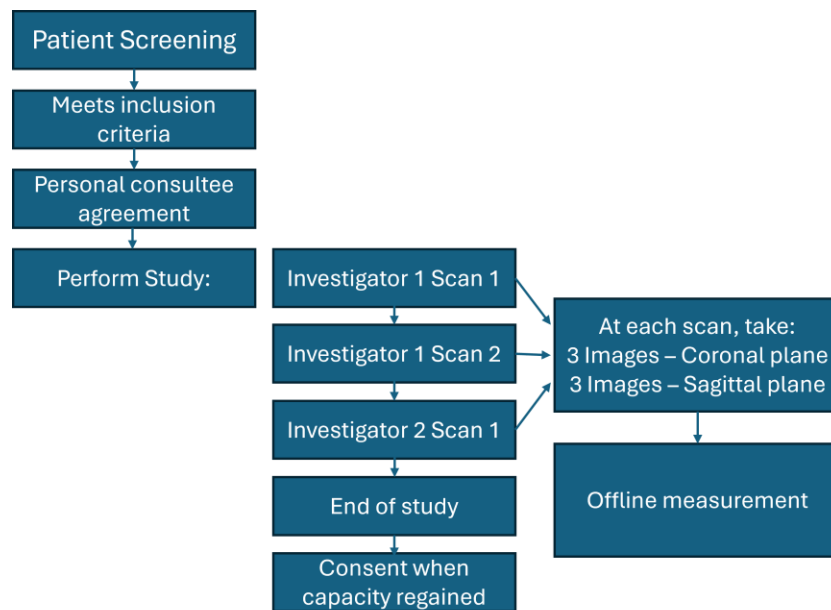 Patient Screening
Meets inclusion
criteria
Personal consultee
agreement
Perform Study:
Investigator 1 Scan 1
Investigator 1 Scan 2
Investigator 2 Scan 1
End of study
Consent when
capacity regained
At each scan, take:
3 Images – Coronal plane
3 Images – Sagittal plane
Offline measurement